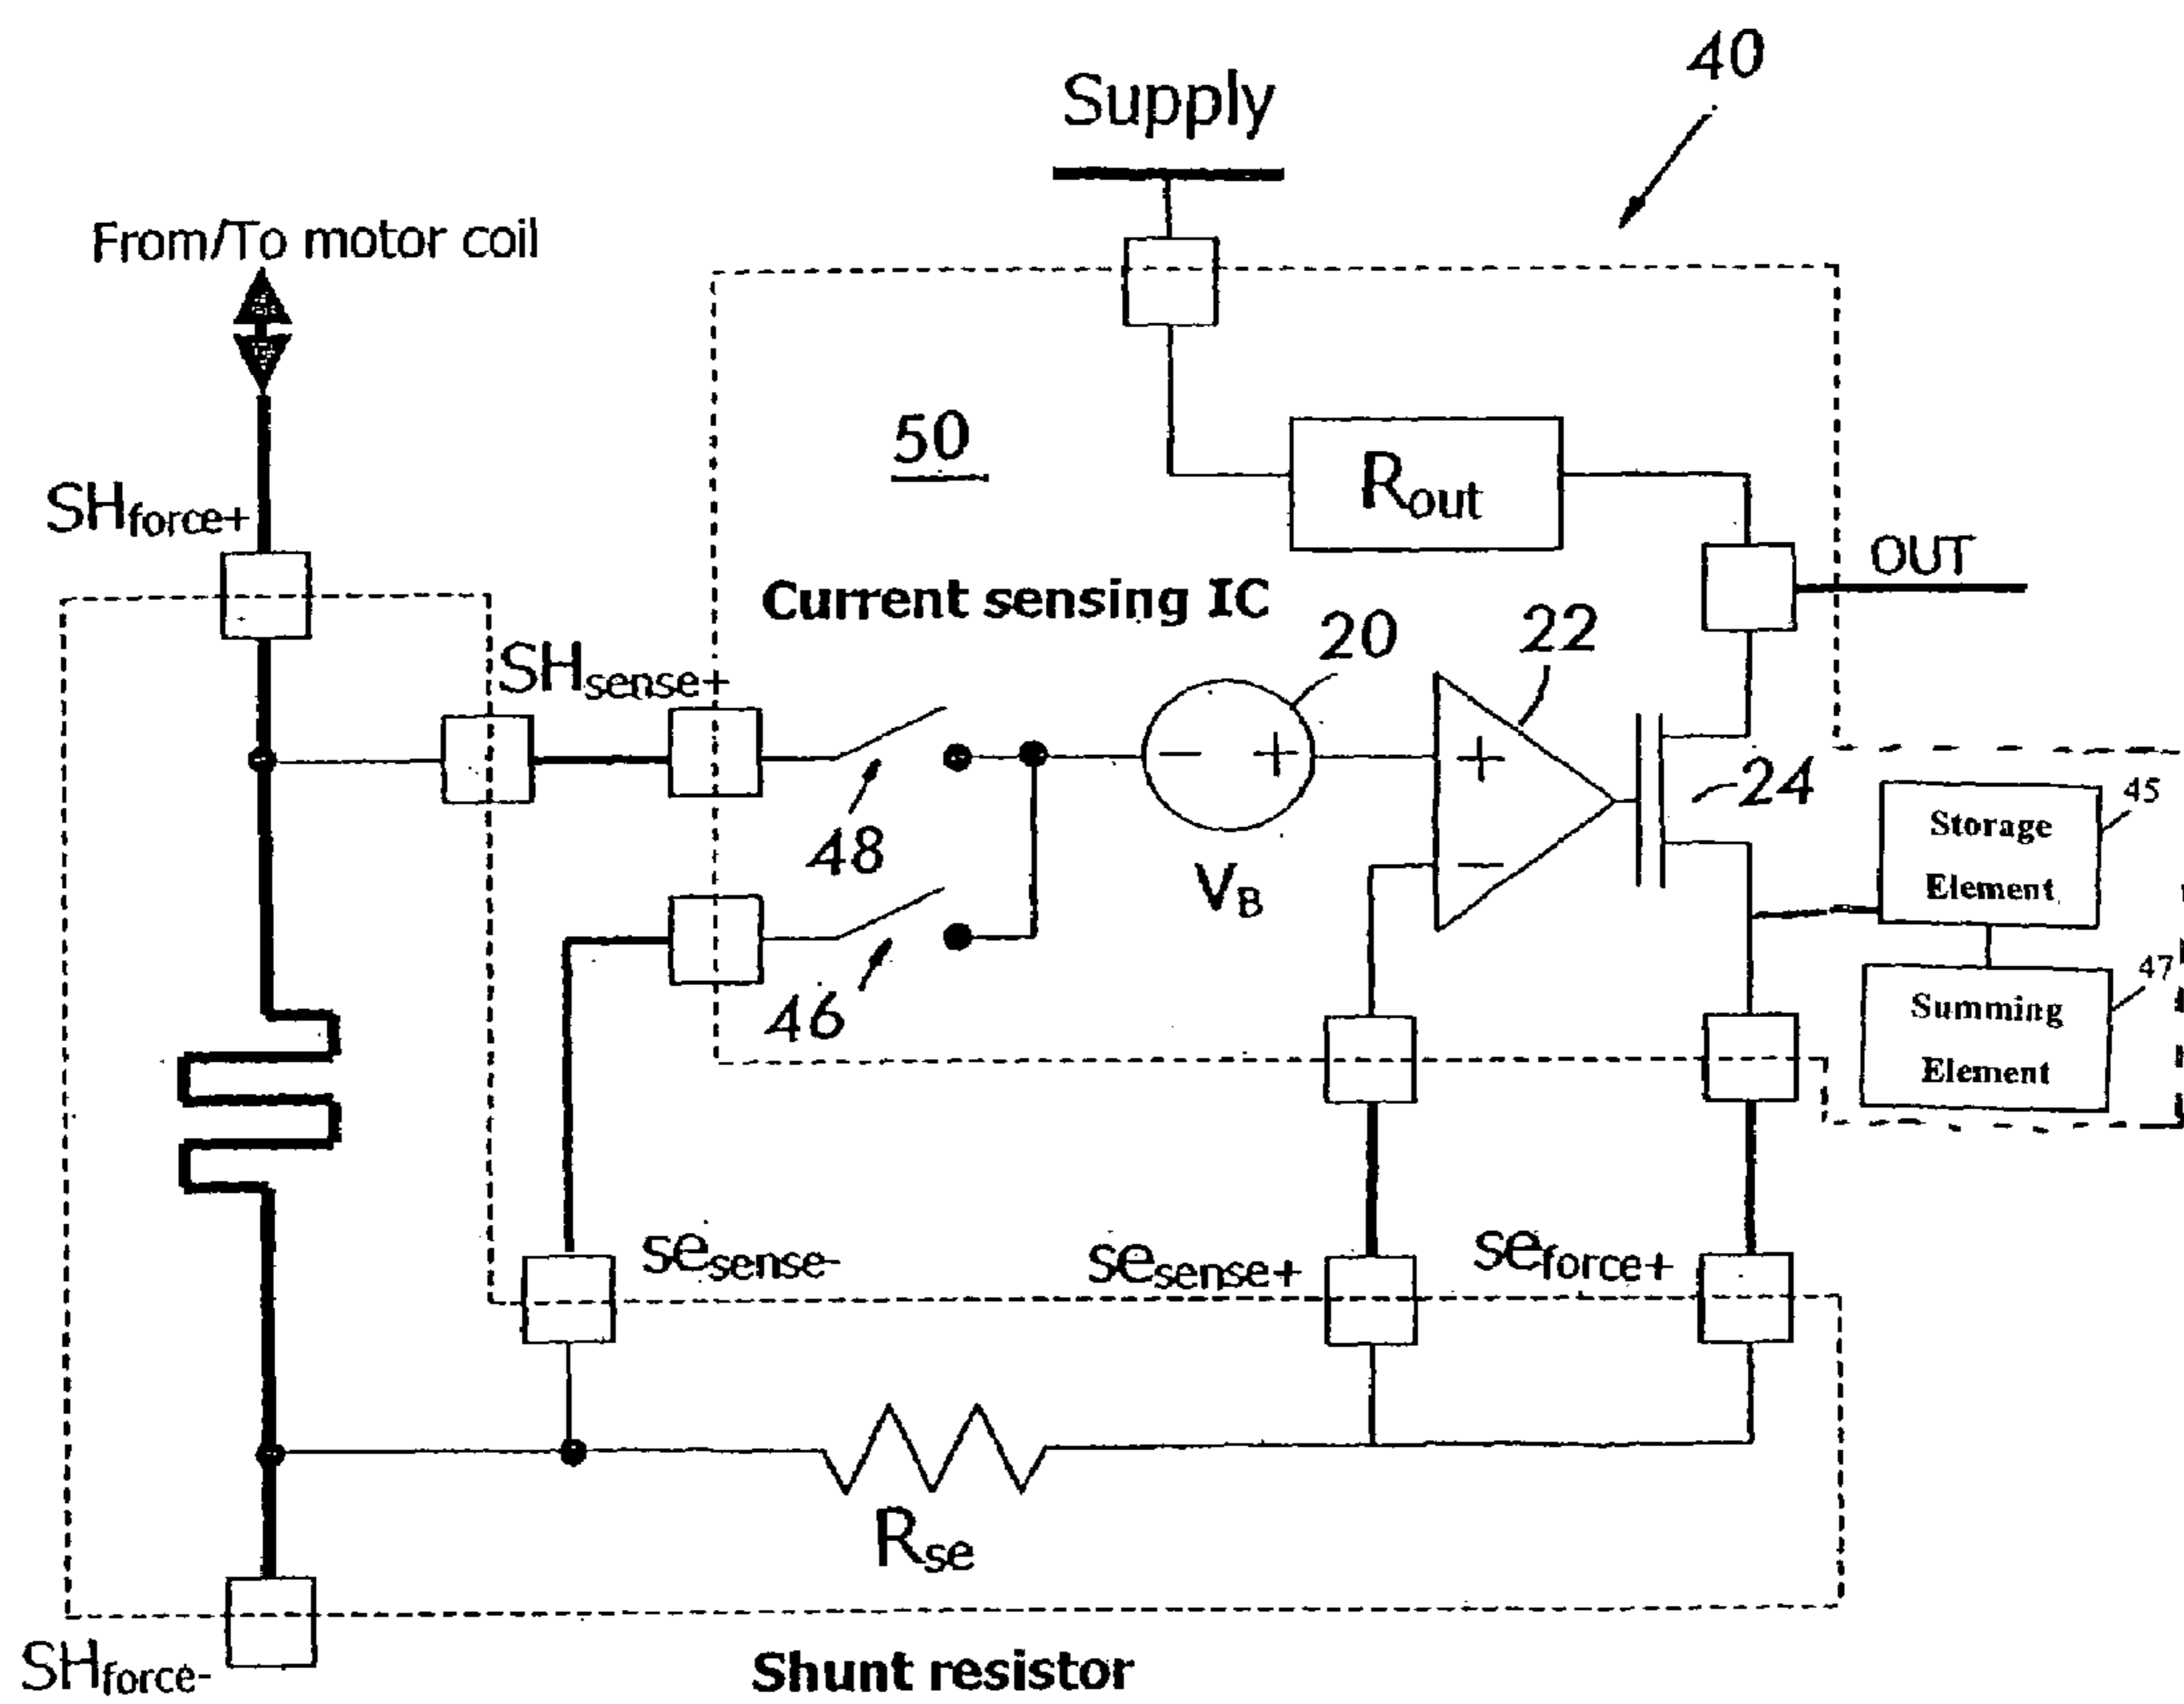 40
Supply
From/To motor coil
50
Rout
SHforce+
OUT
Current sensing IC
20
22
SHsense+
− +
+
24
45
Storage
Element
48
VB
−
46
47
Summing
Element
sesense-
sesense+
seforce+
Rse
SHforce-
Shunt resistor